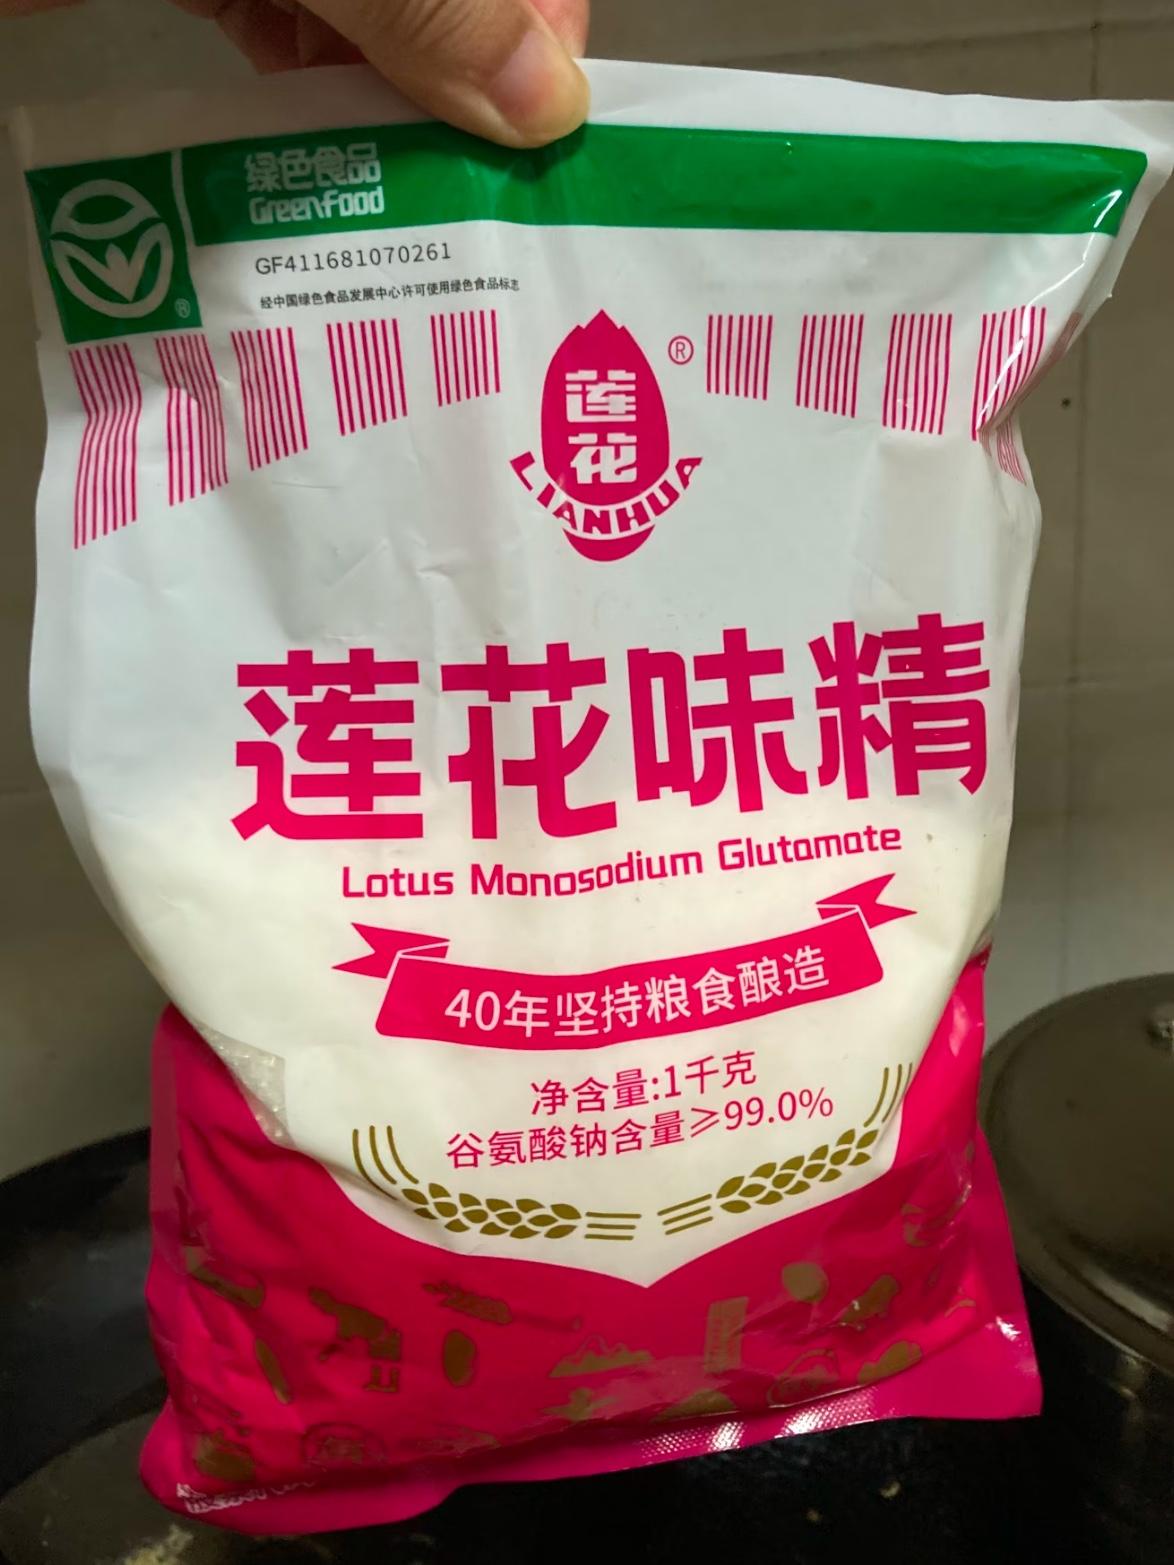 绿色食品
Greenfood
GF411681070261
经中国绿色食品发展中心许可使用绿色食品标志
®
莲花
®
LIANHUA
莲花味精
Lotus Monosodium Glutamate
40年坚持粮食酿造
净含量:1千克
谷氨酸钠含量≥99.0%